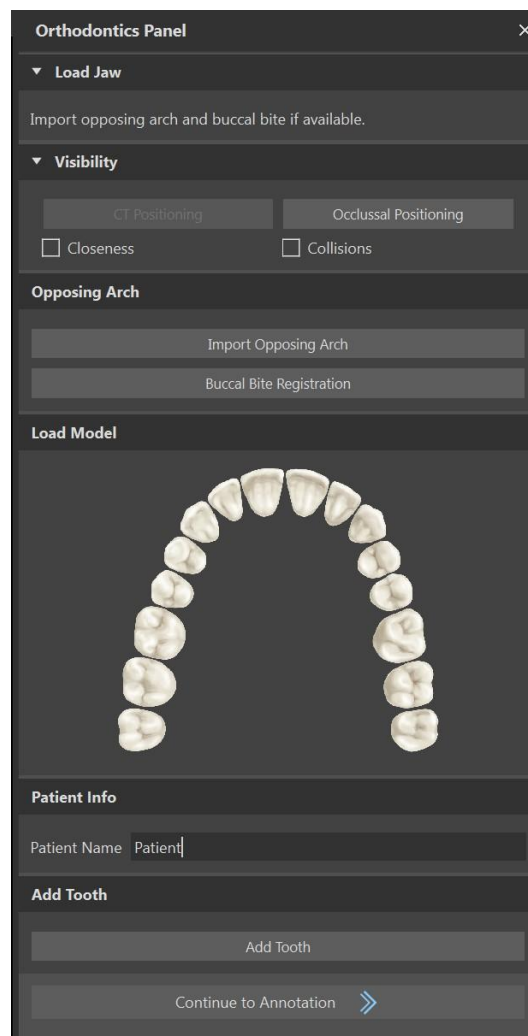 Orthodontics Panel
Load Jaw
Import opposing arch and buccal bite if available.
Visibility
CT Positioning
Occlussal Positioning
Closeness
Collisions
Opposing Arch
Import Opposing Arch
Buccal Bite Registration
Load Model
Patient Info
Patient Name Patient
Add Tooth
Add Tooth
Continue to Annotation